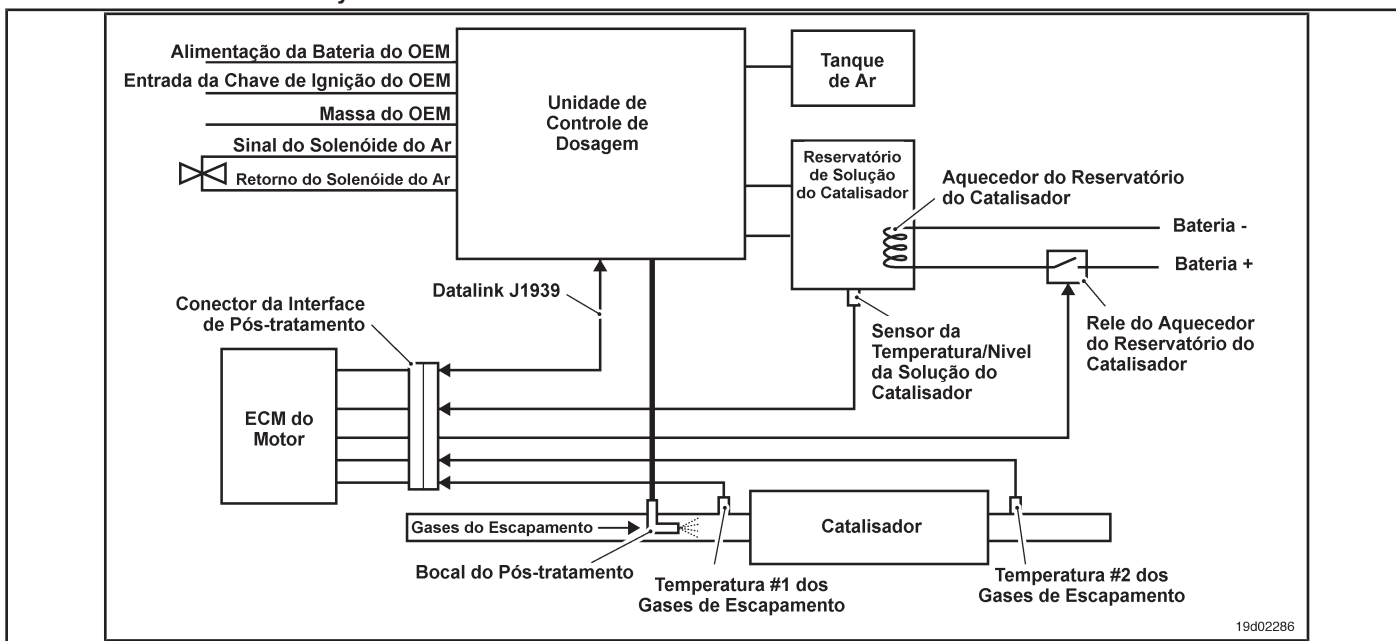 Alimentação da Bateria do OEM
Entrada da Chave de Ignição do OEM
Massa do OEM
Sinal do Solenóide do Ar
Retorno do Solenóide do Ar
Unidade de
Controle de
Dosagem
Tanque
de Ar
Reservatório
de Solução
do Catalisador
Aquecedor do Reservatório
do Catalisador
Bateria -
Bateria +
Datalink J1939
Conector da Interface
de Pós-tratamento
Sensor da
Temperatura/Nivel
da Solução do
Catalisador
Rele do Aquecedor
do Reservatório do
Catalisador
ECM do
Motor
Gases do Escapamento
Catalisador
Bocal do Pós-tratamento
Temperatura #1 dos
Gases de Escapamento
Temperatura #2 dos
Gases de Escapamento
19d02286